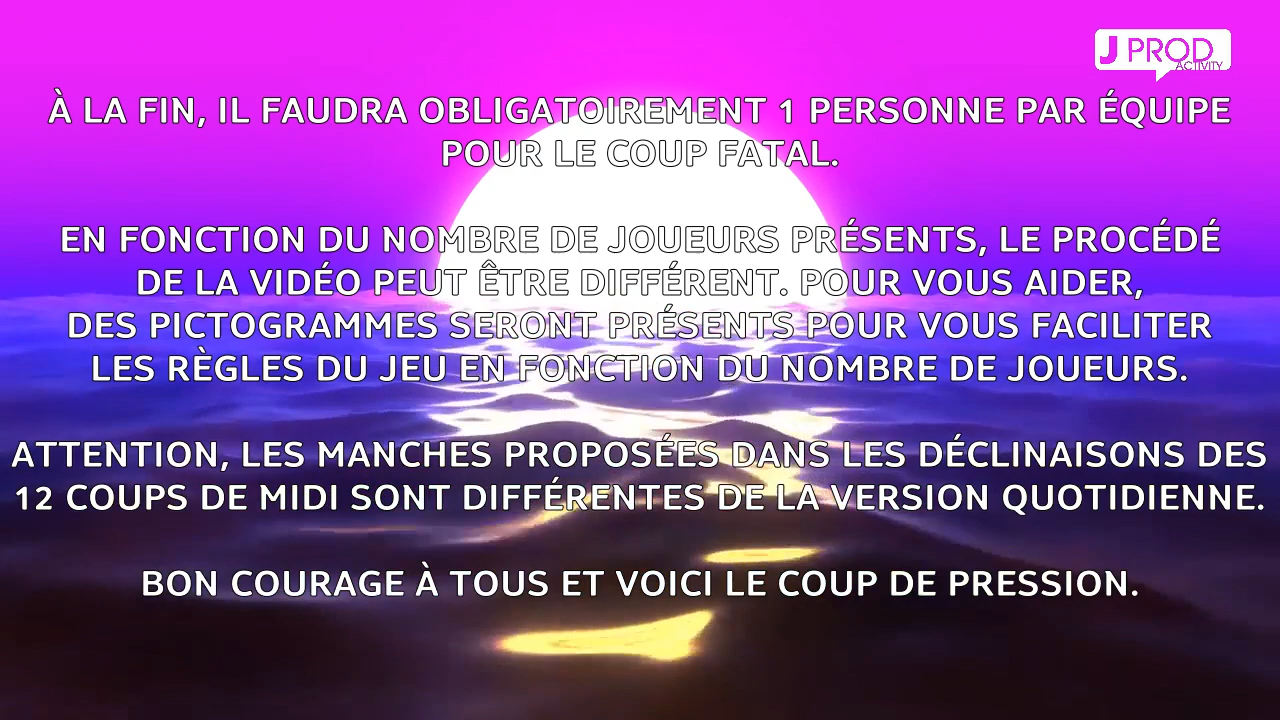 J PROD
ACTIVITY
À LA FIN, IL FAUDRA OBLIGATOIREMENT 1 PERSONNE PAR ÉQUIPE
POUR LE COUP FATAL.
EN FONCTION DU NOMBRE DE JOUEURS PRÉSENTS, LE PROCÉDÉ
DE LA VIDÉO PEUT ÊTRE DIFFÉRENT. POUR VOUS AIDER,
DES PICTOGRAMMES SERONT PRÉSENTS POUR VOUS FACILITER
LES RÈGLES DU JEU EN FONCTION DU NOMBRE DE JOUEURS.
ATTENTION, LES MANCHES PROPOSÉES DANS LES DÉCLINAISONS DES
12 COUPS DE MIDI SONT DIFFÉRENTES DE LA VERSION QUOTIDIENNE.
BON COURAGE À TOUS ET VOICI LE COUP DE PRESSION.